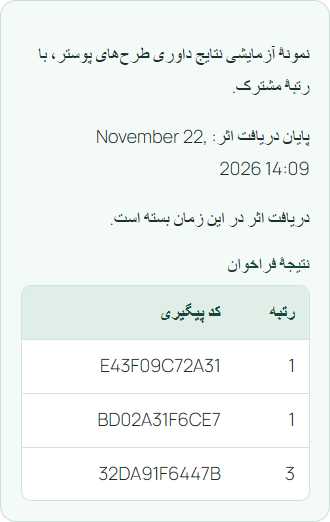 نمونهٔ آزمایشی نتایج داوری طرح‌های پوستر، با
رتبهٔ مشترک.
پایان دریافت اثر: November 22,
2026 14:09
دریافت اثر در این زمان بسته است.
نتیجهٔ فراخوان
رتبه کد پیگیری
1 E43F09C72A31
1 BD02A31F6CE7
3 32DA91F6447B